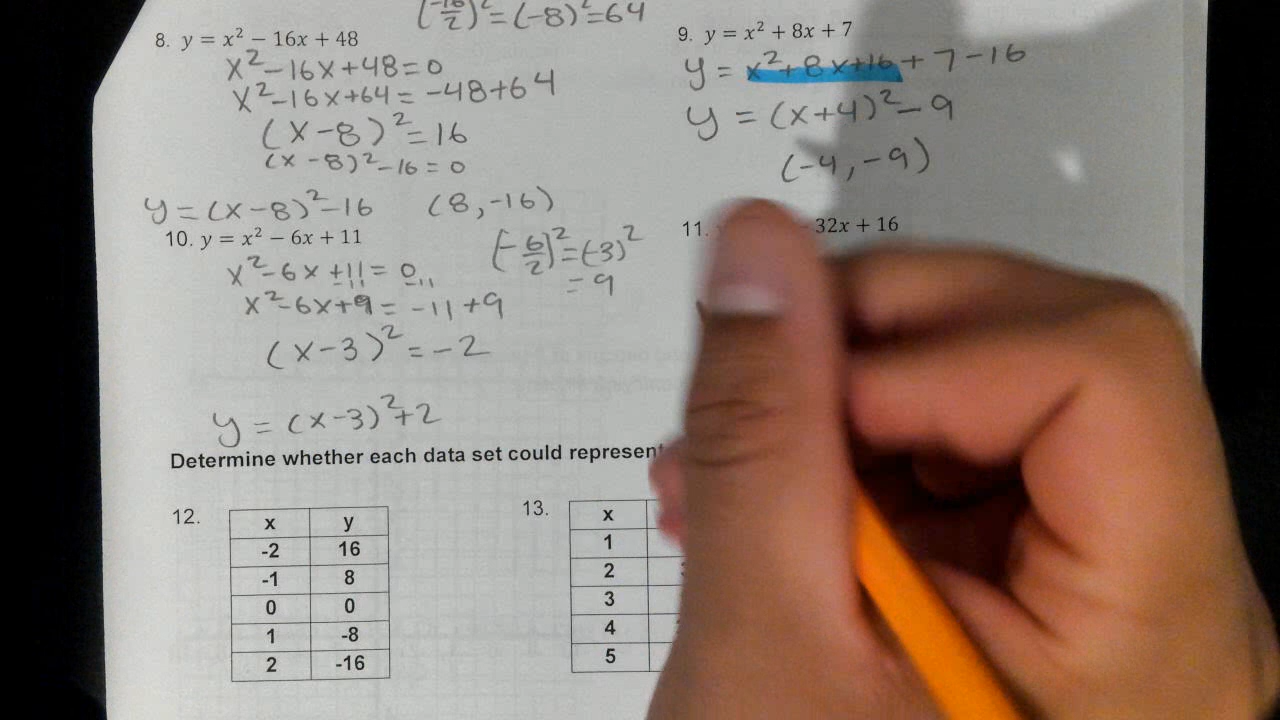 (-16/2)² = (-8)² = 64
8. y = x² − 16x + 48
x² − 16x + 48 = 0
x² − 16x + 64 = −48 + 64
(x − 8)² = 16
(x − 8)² − 16 = 0
y = (x − 8)² − 16 (8, −16)
9. y = x² + 8x + 7
y = x² + 8x + 16 + 7 − 16
y = (x + 4)² − 9
(−4, −9)
10. y = x² − 6x + 11
(−6/2)² = (−3)²
= 9
x² − 6x + 11 = 0
−11 −11
x² − 6x + 9 = −11 + 9
(x − 3)² = −2
y = (x − 3)² + 2
11. 32x + 16
Determine whether each data set could represent
12.
x y
-2 16
-1 8
0 0
1 -8
2 -16
13.
x
1
2
3
4
5